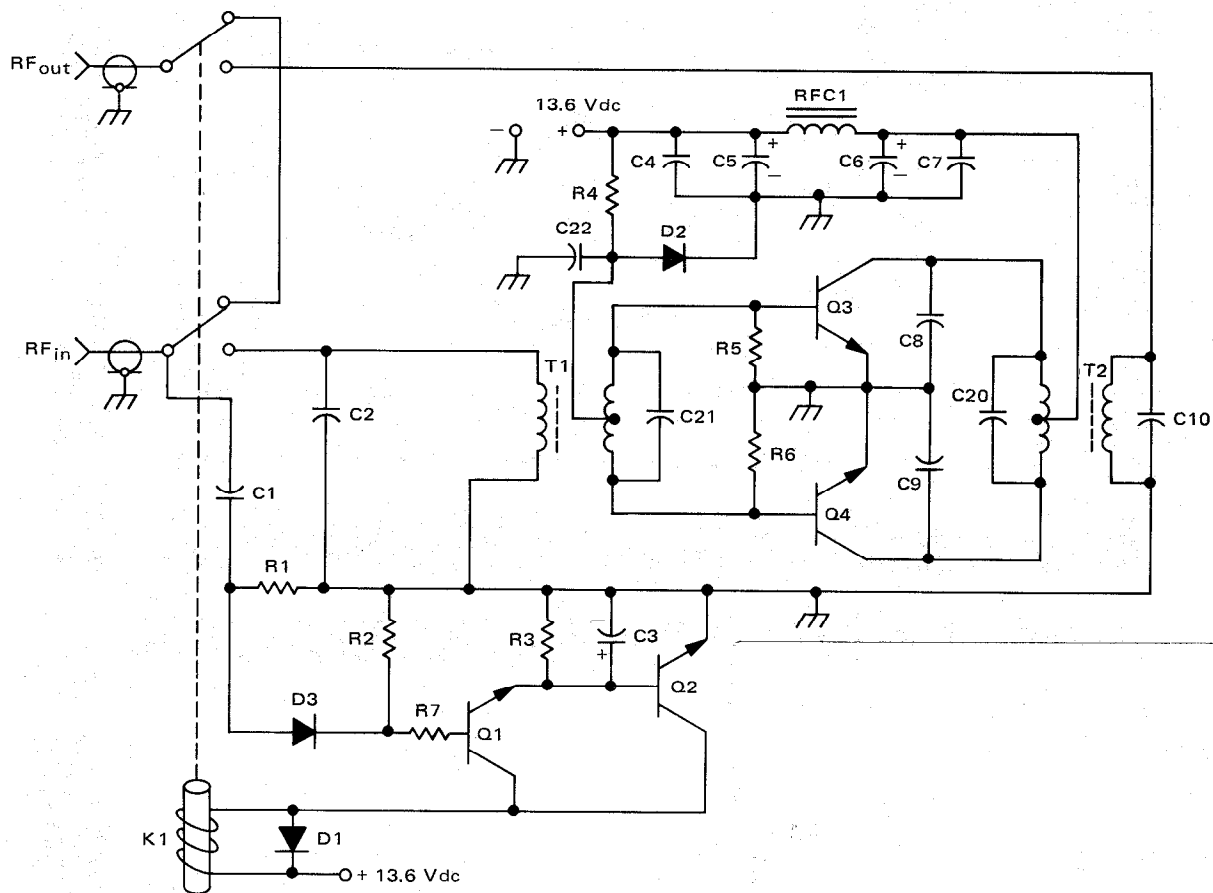 RFout
13.6 Vdc
RFC1
− +
C4 C5 + − C6 + − C7
R4
C22 D2
Q3
RFin
R5 C8
T1 T2
C21 C20 C10
C2
R6
C1 C9
Q4
R1
R2 R3 C3
+
Q2
D3 R7
Q1
K1 D1
+ 13.6 Vdc